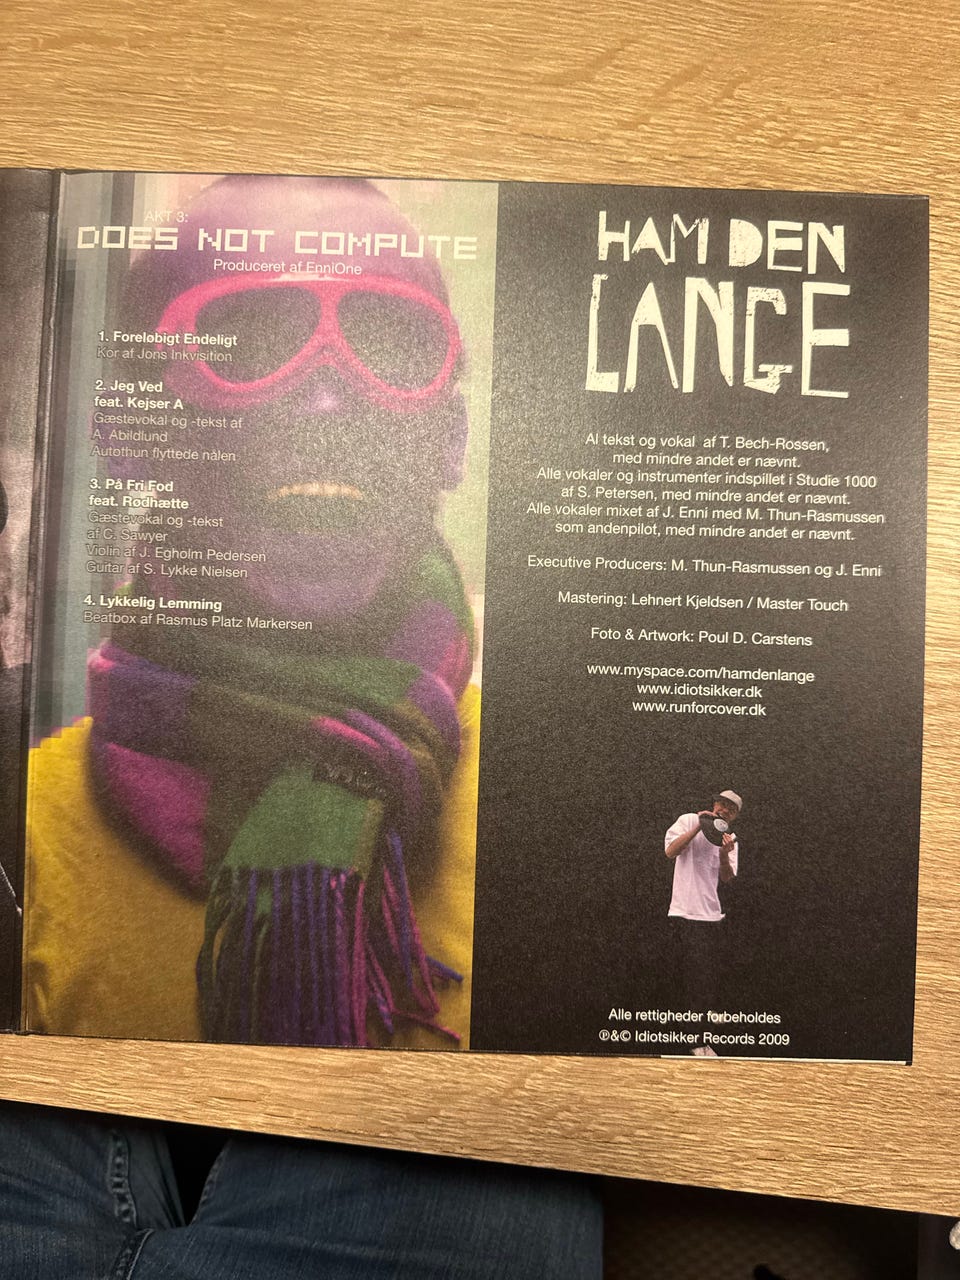 AKT 3:
DOES NOT COMPUTE
Produceret af EnniOne
1. Foreløbigt Endeligt
Kor af Jons Inkvisition
2. Jeg Ved
feat. Kejser A
Gæstevokal og -tekst af
A. Abildlund
Autothun flyttede nålen
3. På Fri Fod
feat. Rødhætte
Gæstevokal og -tekst
af C. Sawyer
Violin af J. Egholm Pedersen
Guitar af S. Lykke Nielsen
4. Lykkelig Lemming
Beatbox af Rasmus Platz Markersen
HAM DEN
LANGE
Al tekst og vokal af T. Bech-Rossen,
med mindre andet er nævnt.
Alle vokaler og instrumenter indspillet i Studie 1000
af S. Petersen, med mindre andet er nævnt.
Alle vokaler mixet af J. Enni med M. Thun-Rasmussen
som andenpilot, med mindre andet er nævnt.
Executive Producers: M. Thun-Rasmussen og J. Enni
Mastering: Lehnert Kjeldsen / Master Touch
Foto & Artwork: Poul D. Carstens
www.myspace.com/hamdenlange
www.idiotsikker.dk
www.runforcover.dk
Alle rettigheder forbeholdes
℗&© Idiotsikker Records 2009